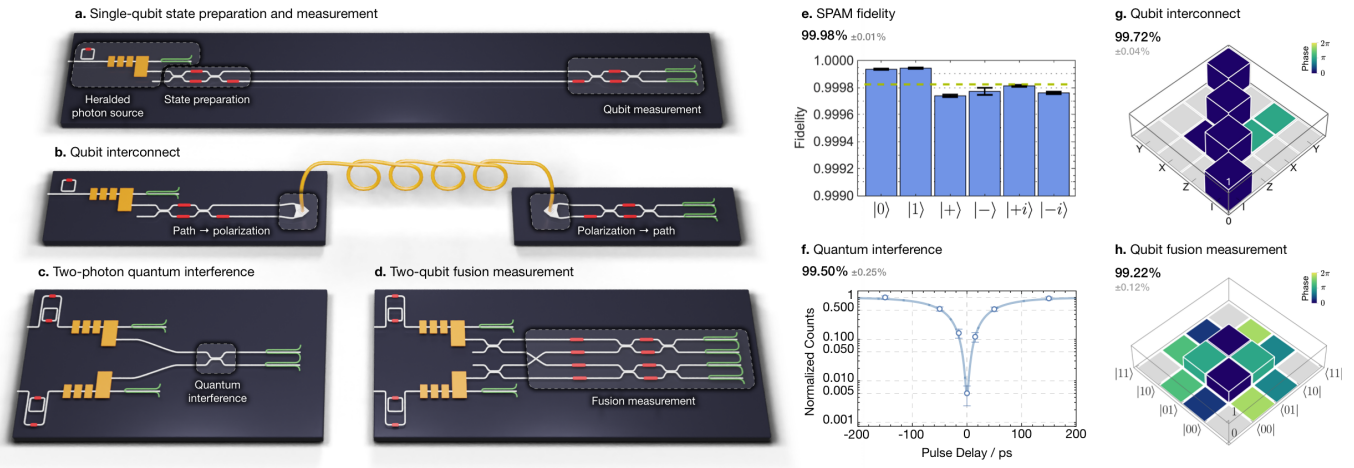 a. Single-qubit state preparation and measurement
Heralded
photon source
State preparation
Qubit measurement
b. Qubit interconnect
Path → polarization
Polarization → path
c. Two-photon quantum interference
Quantum
interference
d. Two-qubit fusion measurement
Fusion measurement
e. SPAM fidelity
99.98% ±0.01%
Fidelity
1.0000
0.9998
0.9996
0.9994
0.9992
0.9990
|0⟩ |1⟩ |+⟩ |−⟩ |+i⟩ |−i⟩
f. Quantum interference
99.50% ±0.25%
Normalized Counts
1
0.500
0.100
0.050
0.010
0.005
0.001
-200 -100 0 100 200
Pulse Delay / ps
g. Qubit interconnect
99.72%
±0.04%
Phase
2π
π
0
Y Y
X X
Z Z
I I
1
0
h. Qubit fusion measurement
99.22%
±0.12%
Phase
2π
π
0
|11⟩ ⟨11|
|10⟩ ⟨10|
|01⟩ ⟨01|
|00⟩ ⟨00|
1
0